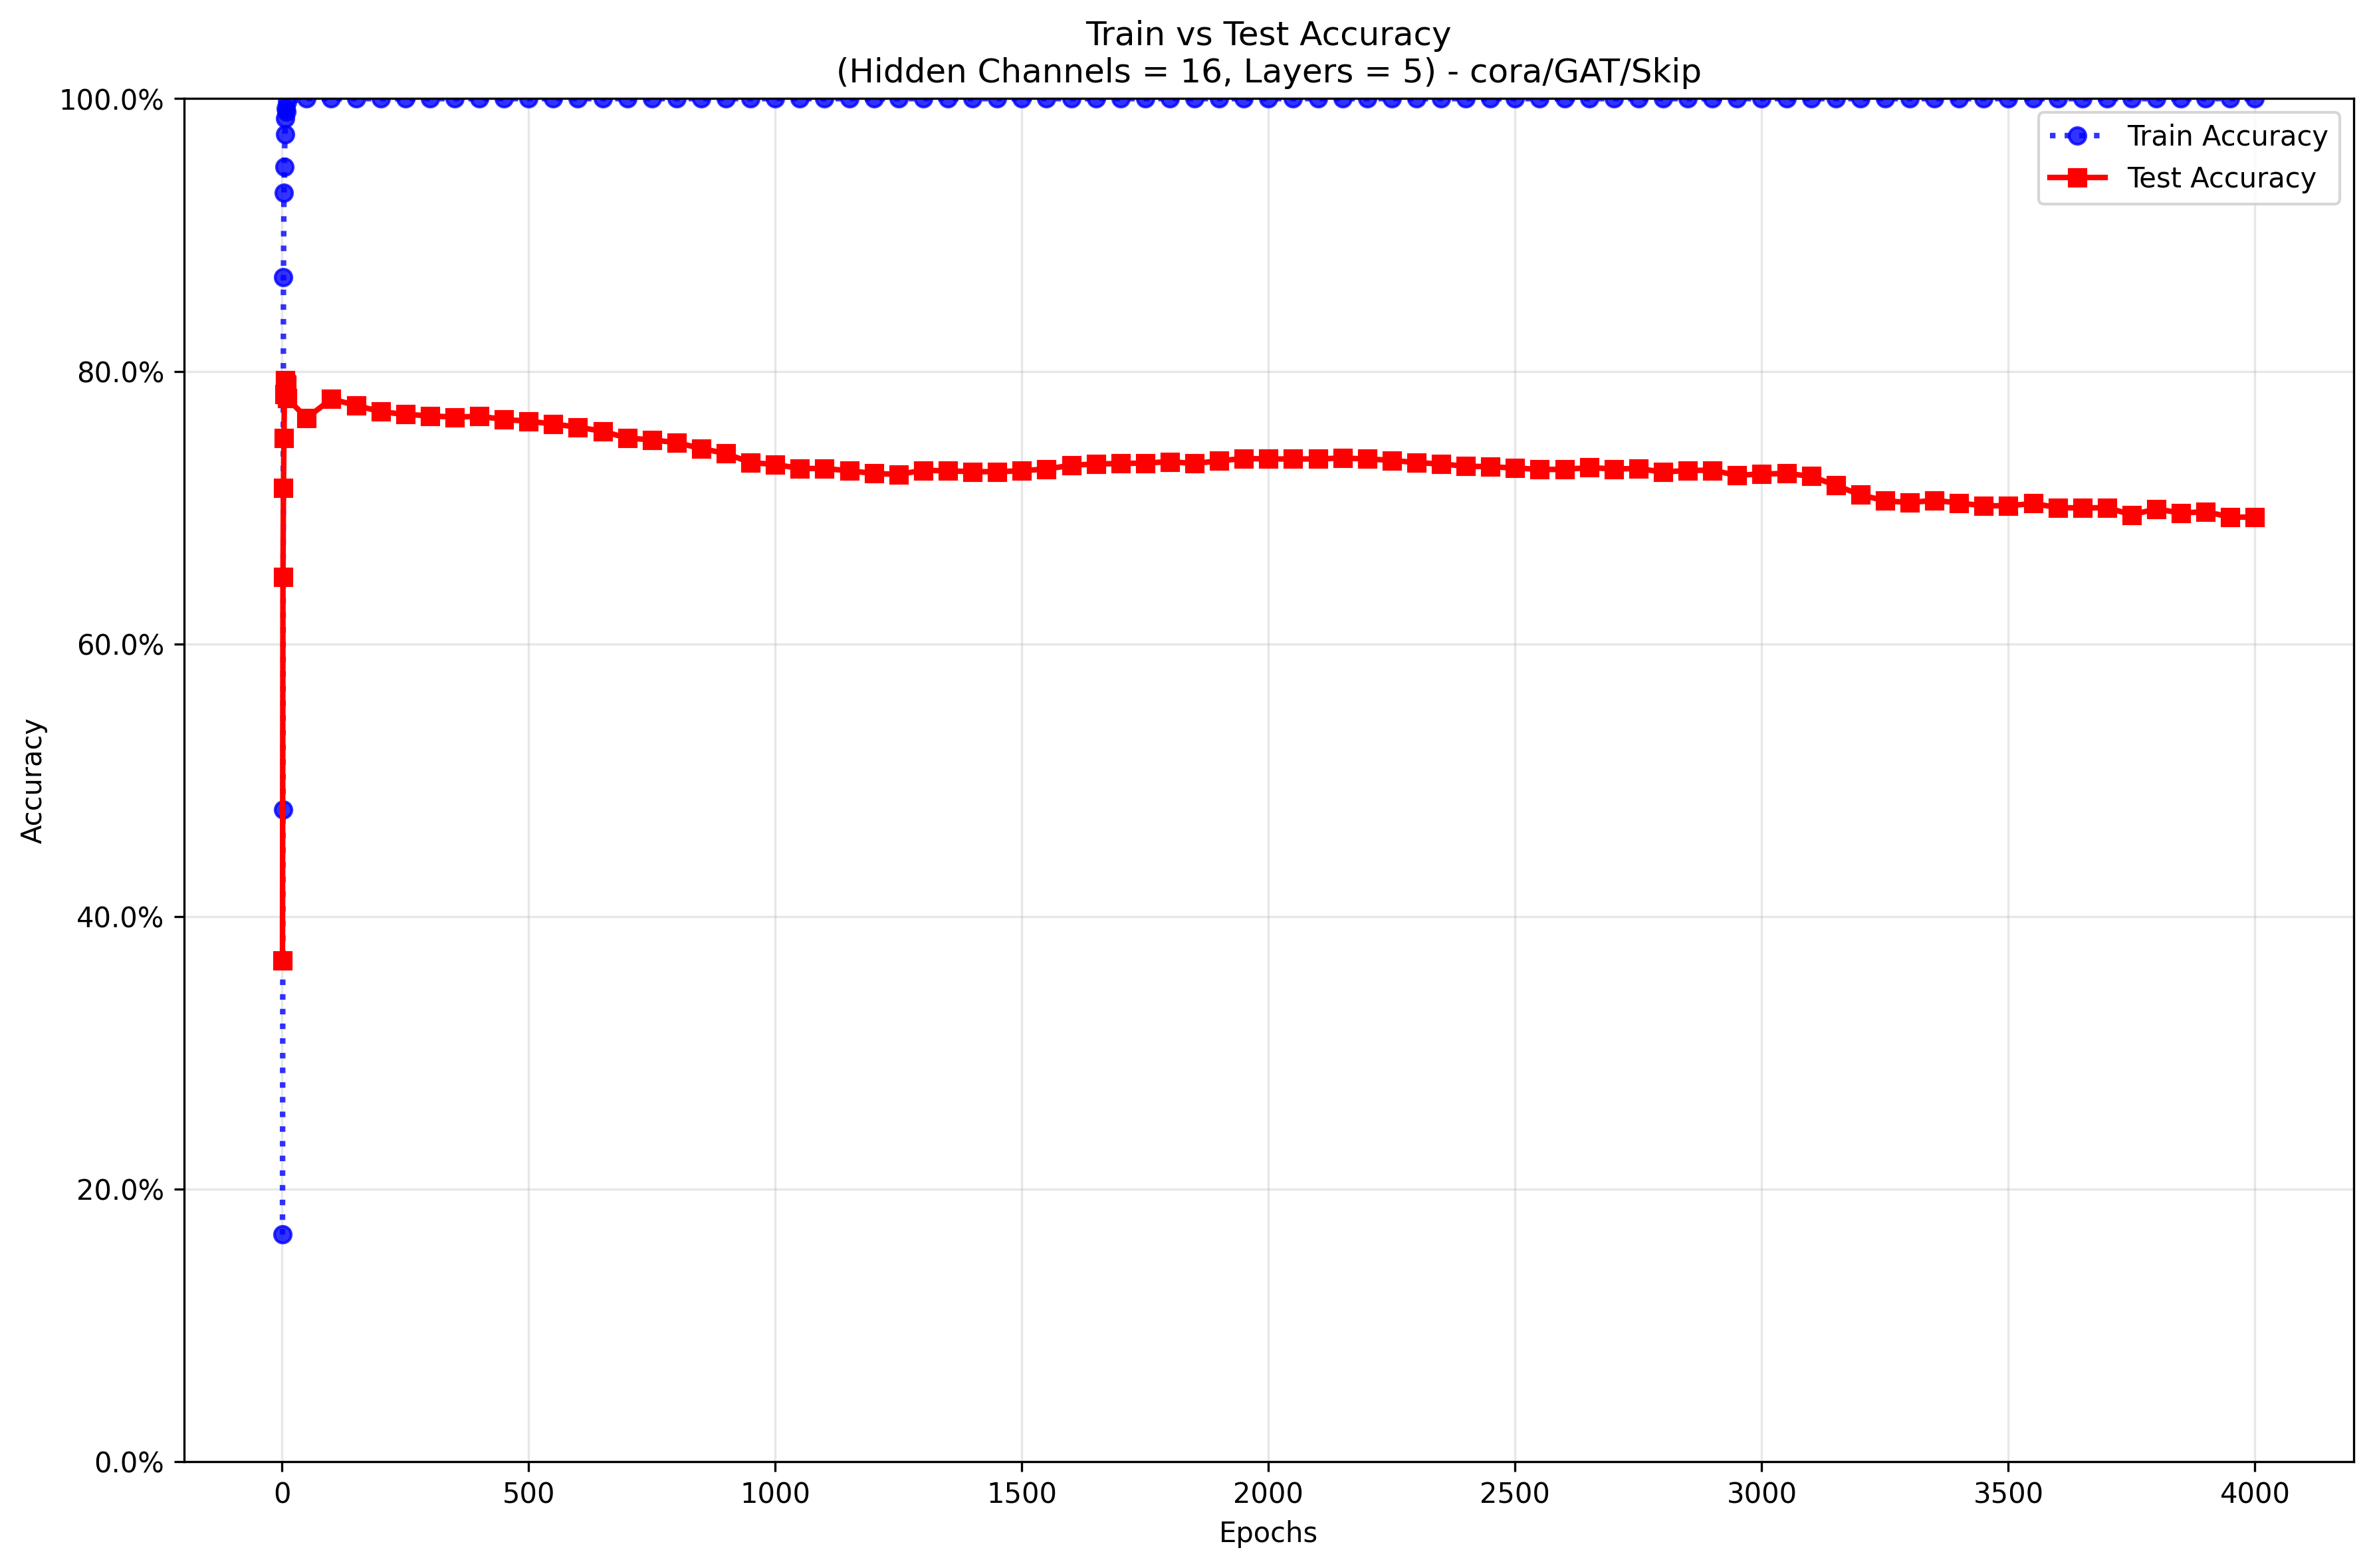 Train vs Test Accuracy
(Hidden Channels = 16, Layers = 5) - cora/GAT/Skip
100.0%
80.0%
60.0%
40.0%
20.0%
0.0%
Accuracy
Train Accuracy
Test Accuracy
0 500 1000 1500 2000 2500 3000 3500 4000
Epochs